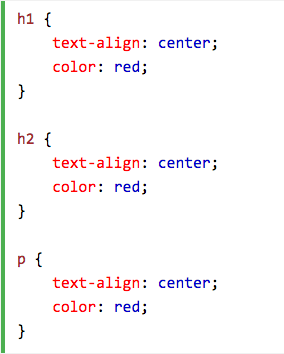 h1 {
    text-align: center;
    color: red;
}

h2 {
    text-align: center;
    color: red;
}

p {
    text-align: center;
    color: red;
}